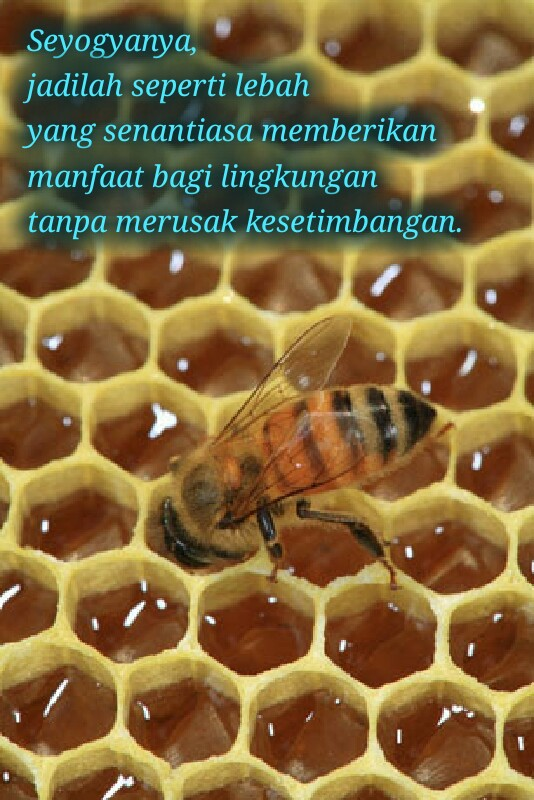 Seyogyanya,
jadilah seperti lebah
yang senantiasa memberikan
manfaat bagi lingkungan
tanpa merusak kesetimbangan.